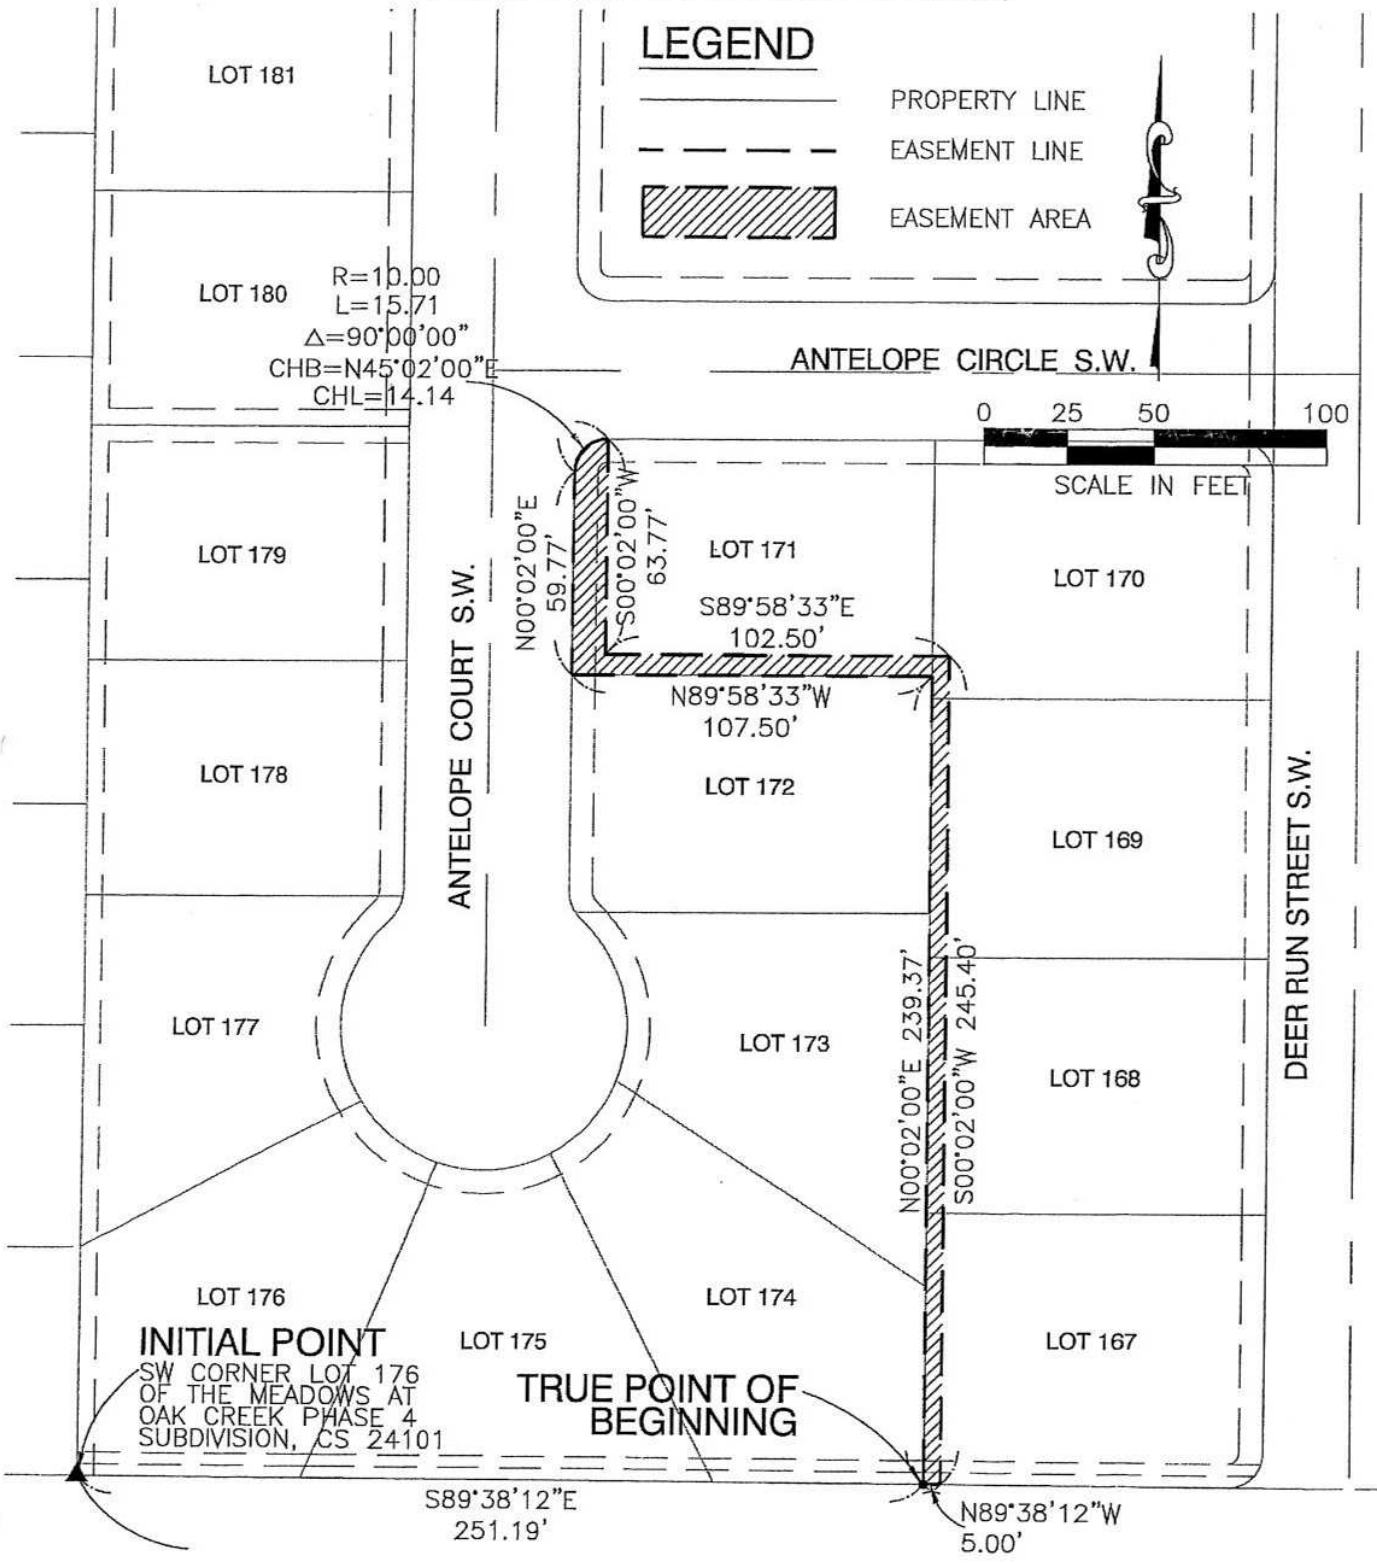 LEGEND
PROPERTY LINE
EASEMENT LINE
EASEMENT AREA
LOT 181
LOT 180
R=10.00
L=15.71
Δ=90°00'00"
CHB=N45°02'00"E
CHL=14.14
ANTELOPE CIRCLE S.W.
0 25 50 100
SCALE IN FEET
LOT 179
N00°02'00"E
59.77'
S00°02'00"W
63.77'
LOT 171
LOT 170
S89°58'33"E
102.50'
N89°58'33"W
107.50'
ANTELOPE COURT S.W.
LOT 178
LOT 172
LOT 169
DEER RUN STREET S.W.
LOT 177
LOT 173
N00°02'00"E 239.37'
S00°02'00"W 245.40'
LOT 168
LOT 176
LOT 174
LOT 175
LOT 167
INITIAL POINT
SW CORNER LOT 176
OF THE MEADOWS AT
OAK CREEK PHASE 4
SUBDIVISION, CS 24101
TRUE POINT OF
BEGINNING
S89°38'12"E
251.19'
N89°38'12"W
5.00'